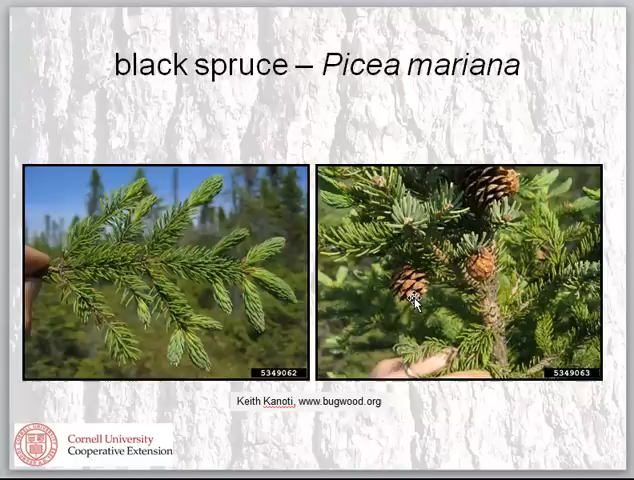 black spruce – Picea mariana
5349062
5349063
Keith Kanoti, www.bugwood.org
Cornell University
Cooperative Extension